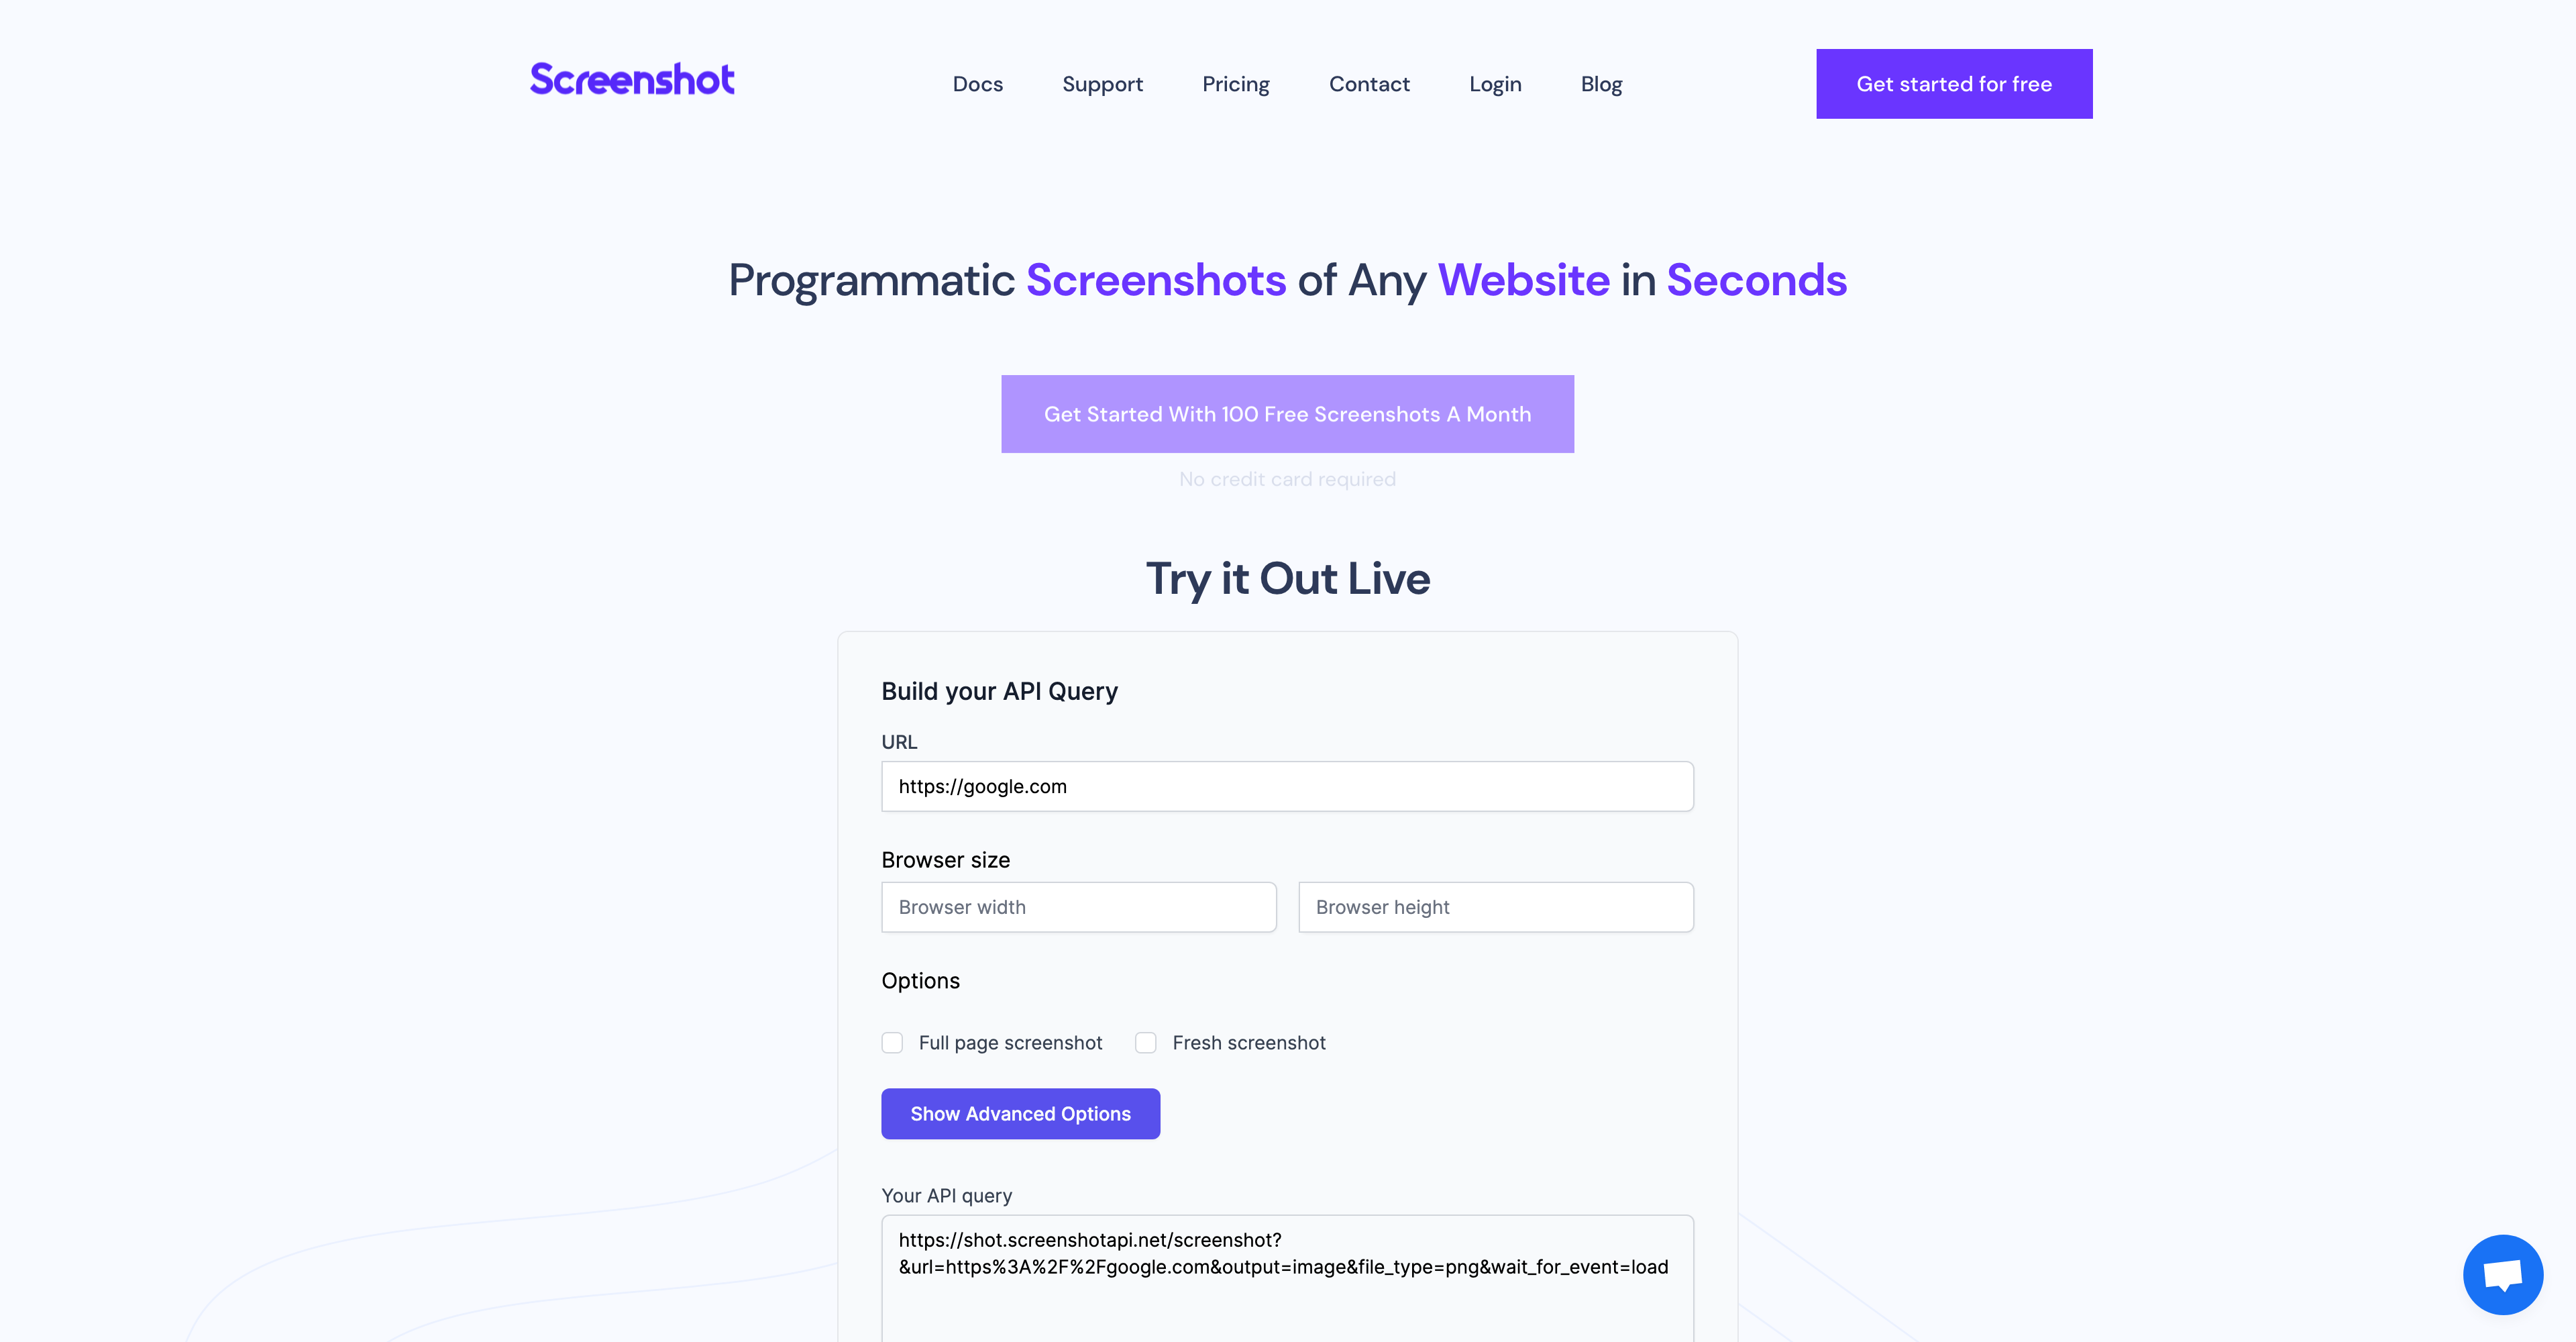 Screenshot
Docs Support Pricing Contact Login Blog
Get started for free
Programmatic Screenshots of Any Website in Seconds
Get Started With 100 Free Screenshots A Month
No credit card required
Try it Out Live
Build your API Query
URL
https://google.com
Browser size
Browser width Browser height
Options
Full page screenshot Fresh screenshot
Show Advanced Options
Your API query
https://shot.screenshotapi.net/screenshot?
&url=https%3A%2F%2Fgoogle.com&output=image&file_type=png&wait_for_event=load